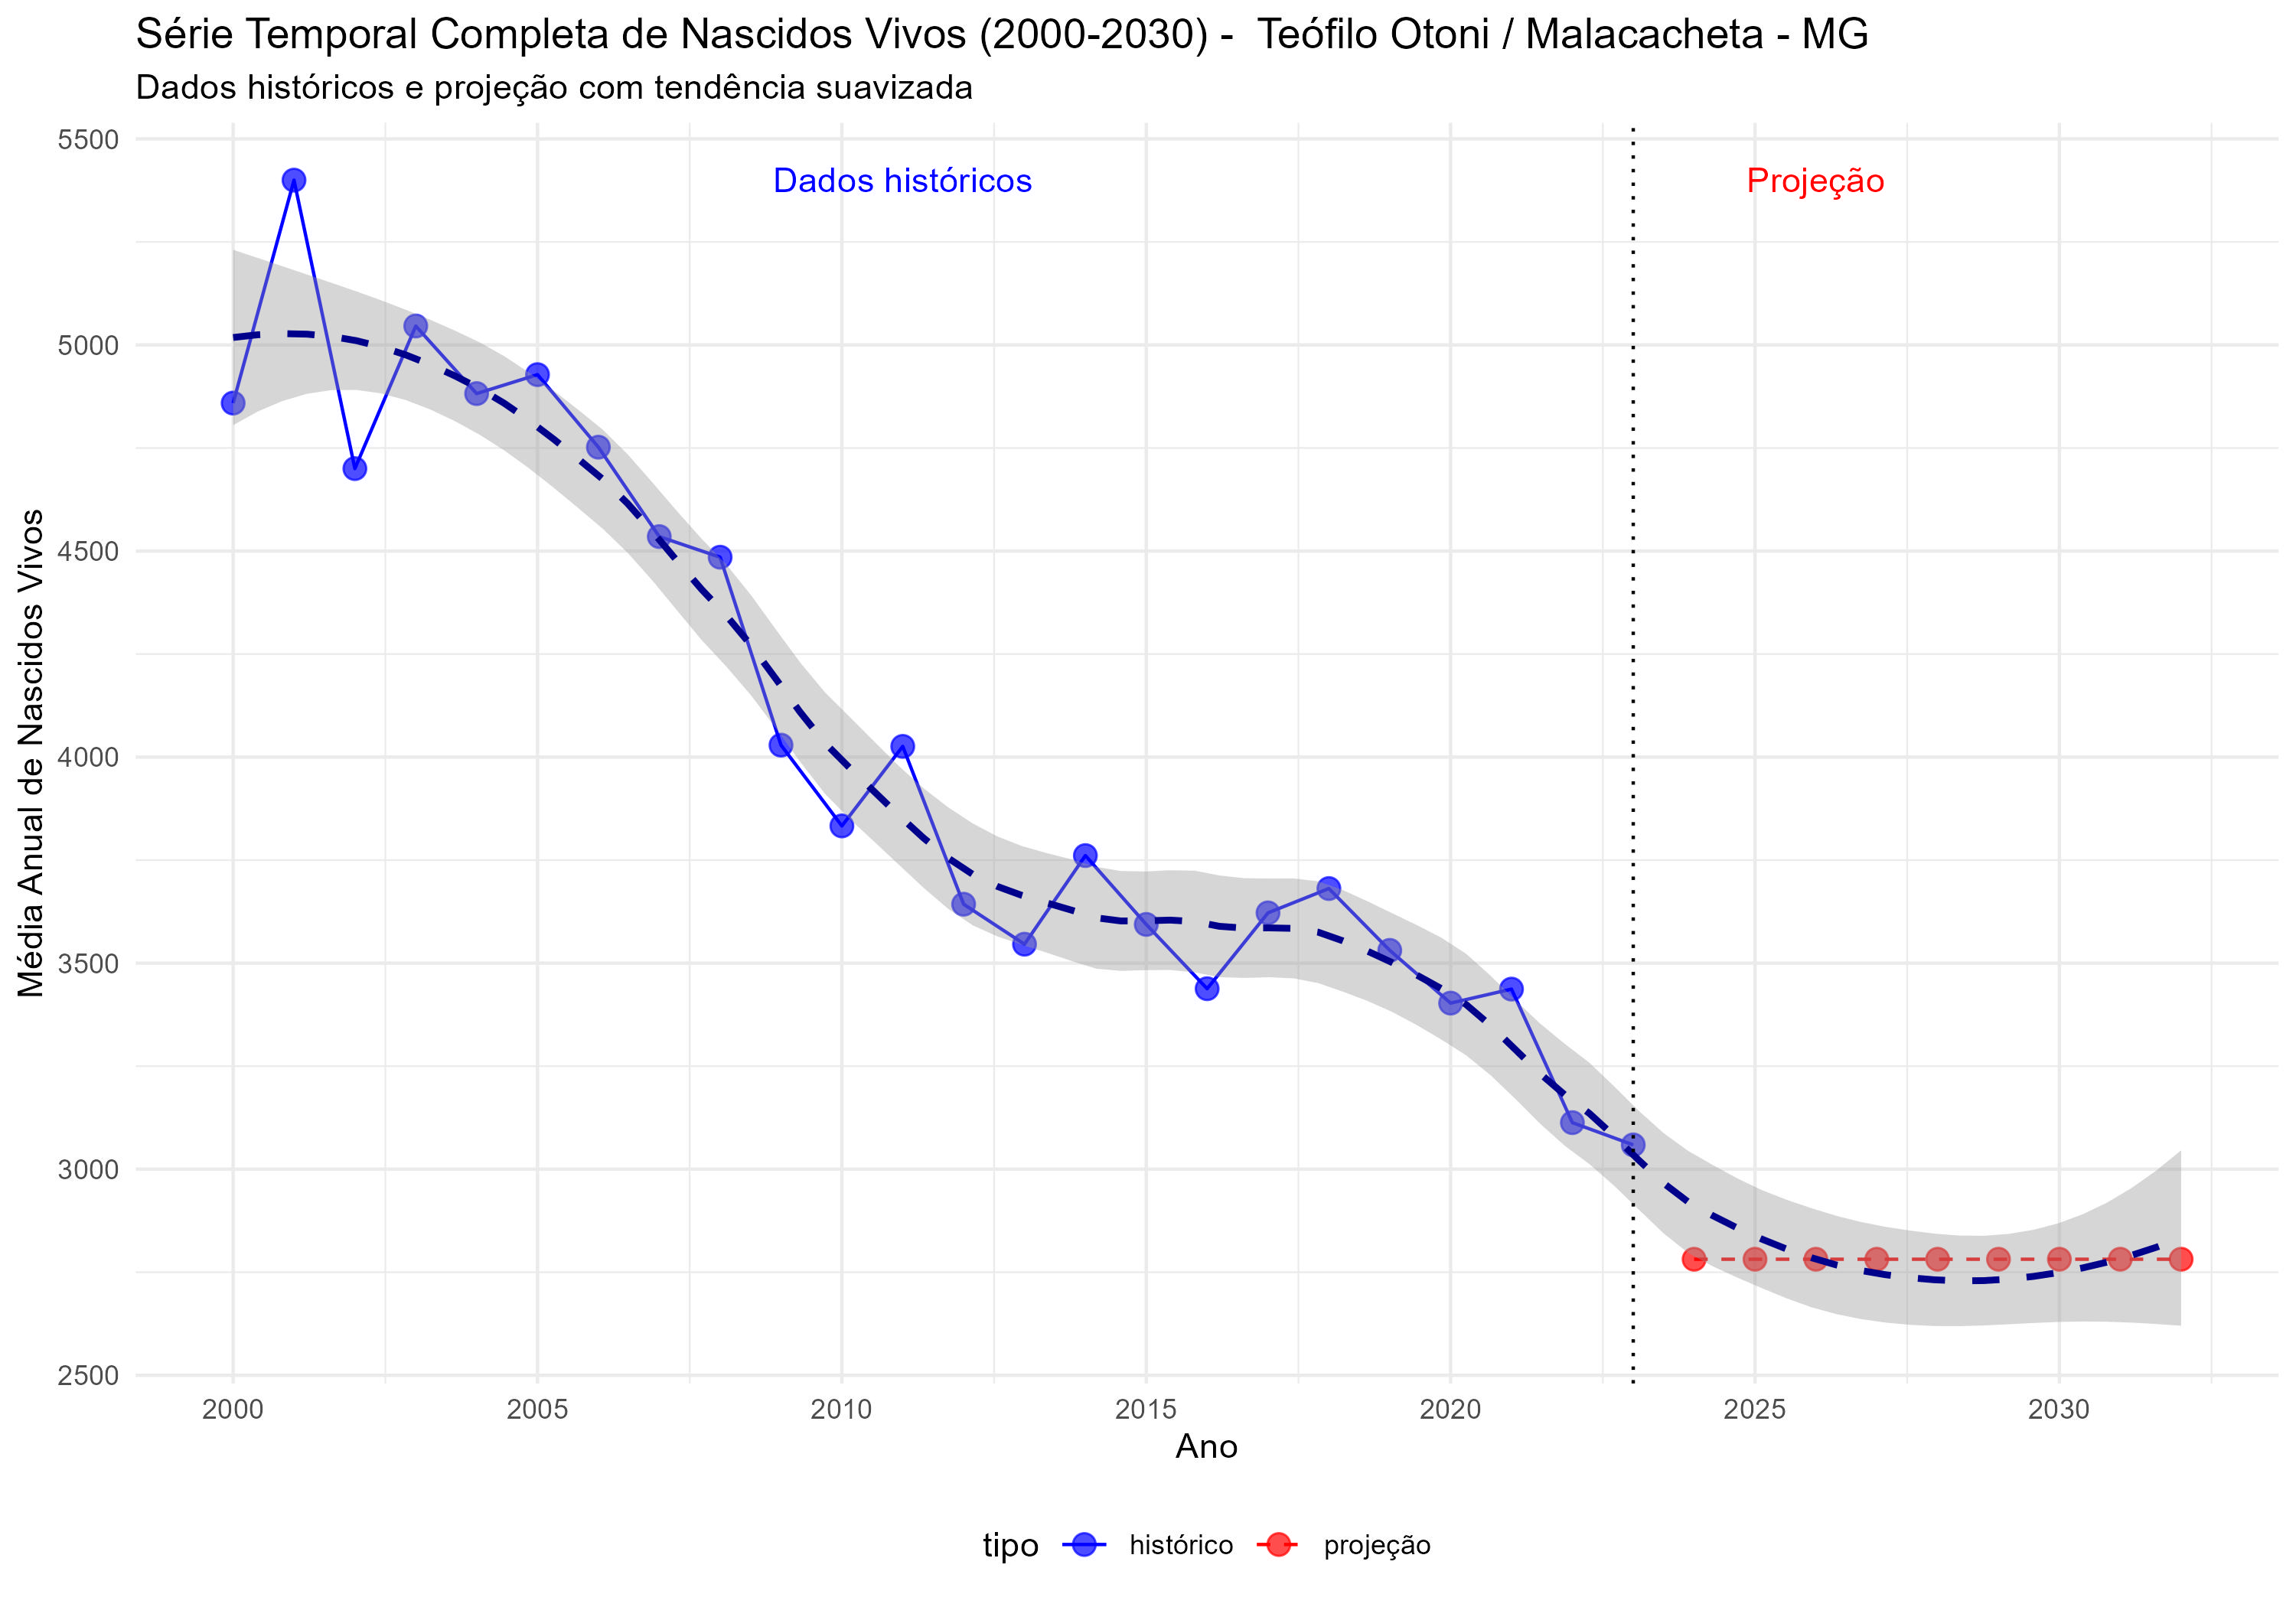 Série Temporal Completa de Nascidos Vivos (2000-2030) -  Teófilo Otoni / Malacacheta - MG
Dados históricos e projeção com tendência suavizada
Média Anual de Nascidos Vivos
5500
5000
4500
4000
3500
3000
2500
Dados históricos
Projeção
2000 2005 2010 2015 2020 2025 2030
Ano
tipo histórico projeção